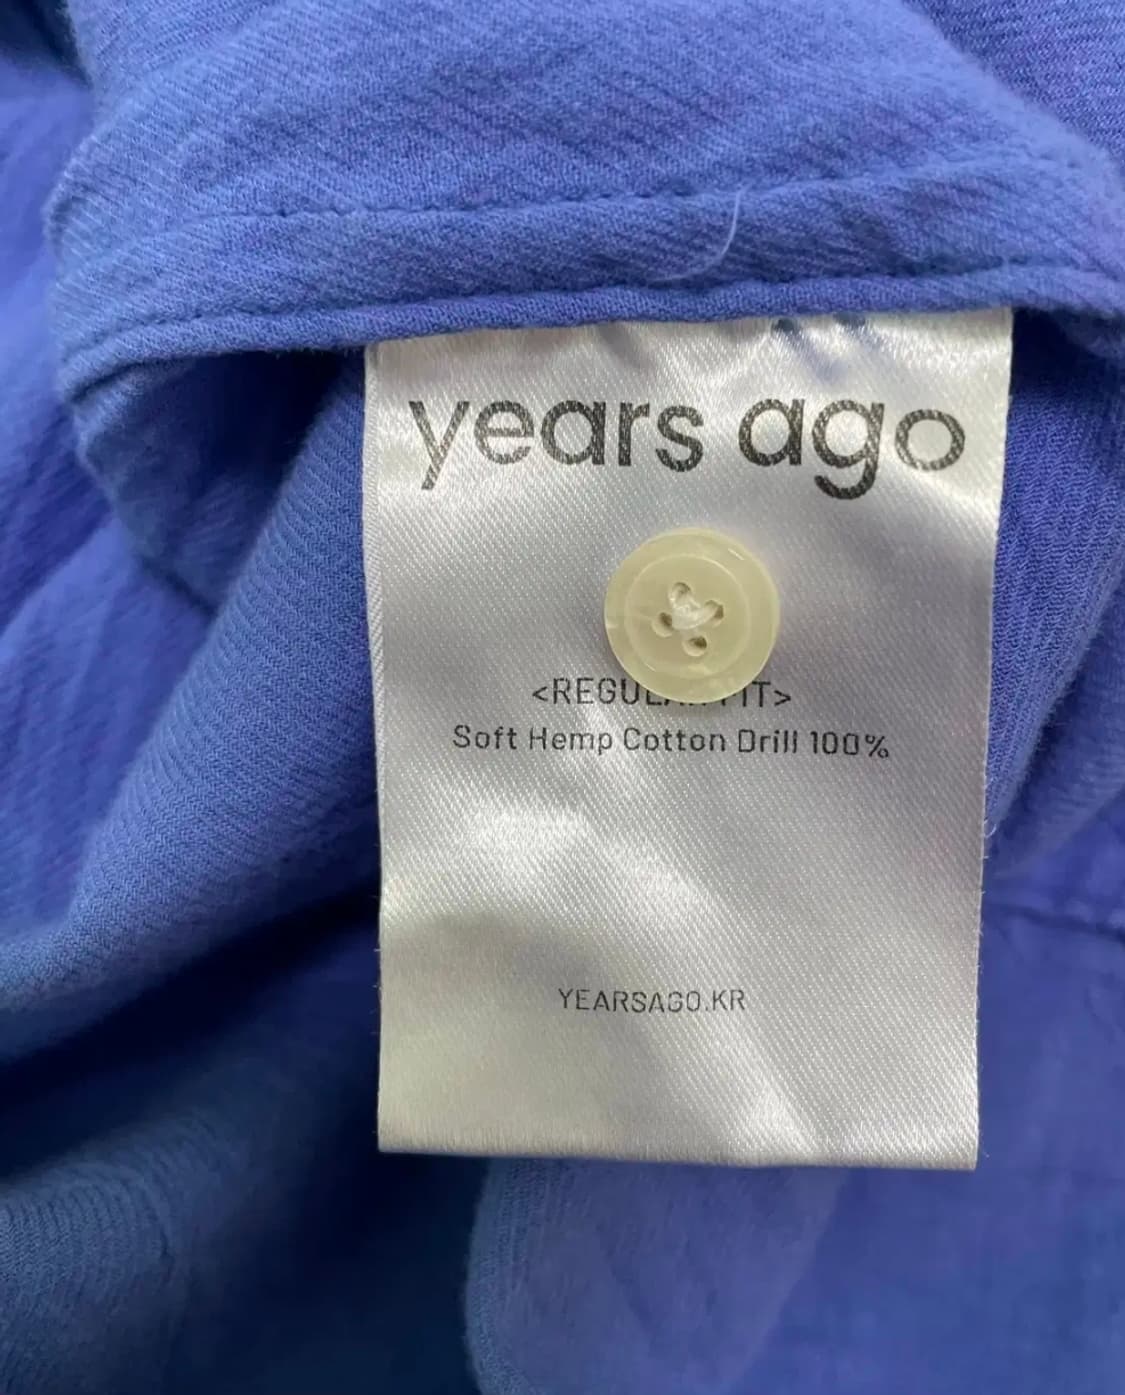 years ago
Soft Hemp Cotton Drill 100%
YEARSAGO.KR